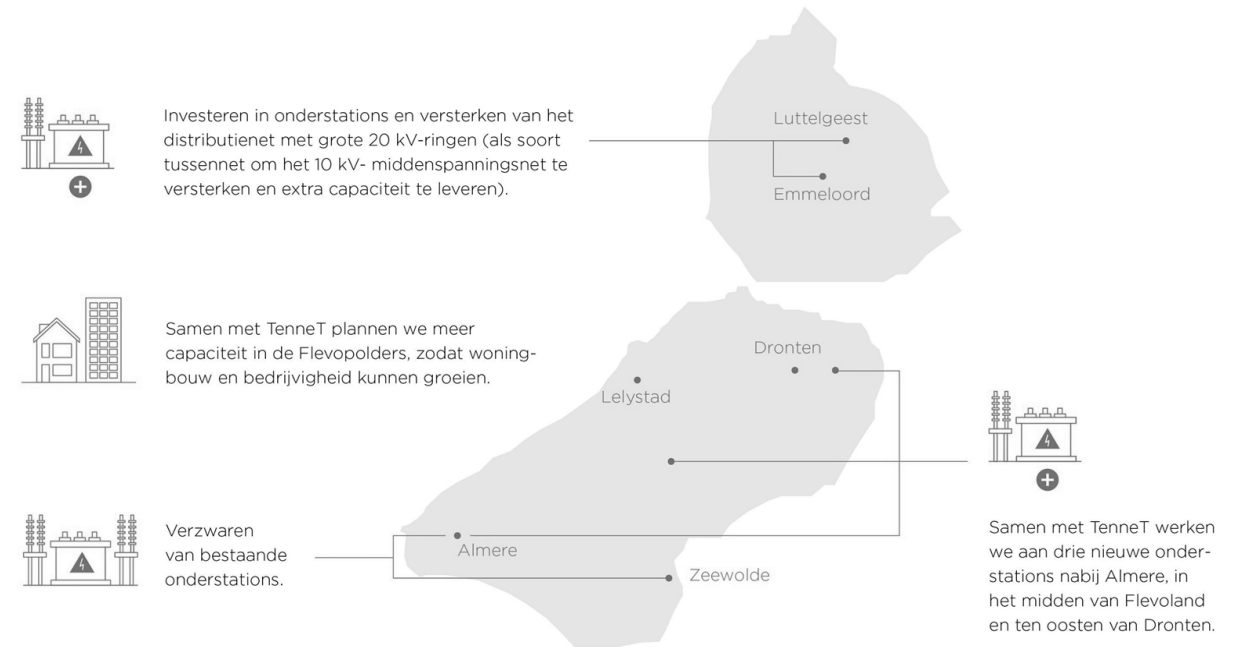 Investeren in onderstations en versterken van het
distributienet met grote 20 kV-ringen (als soort
tussennet om het 10 kV- middenspanningsnet te
versterken en extra capaciteit te leveren).
Luttelgeest
Emmeloord
Samen met TenneT plannen we meer
capaciteit in de Flevopolders, zodat woning-
bouw en bedrijvigheid kunnen groeien.
Dronten
Lelystad
Verzwaren
van bestaande
onderstations.
Almere
Zeewolde
Samen met TenneT werken
we aan drie nieuwe onder-
stations nabij Almere, in
het midden van Flevoland
en ten oosten van Dronten.